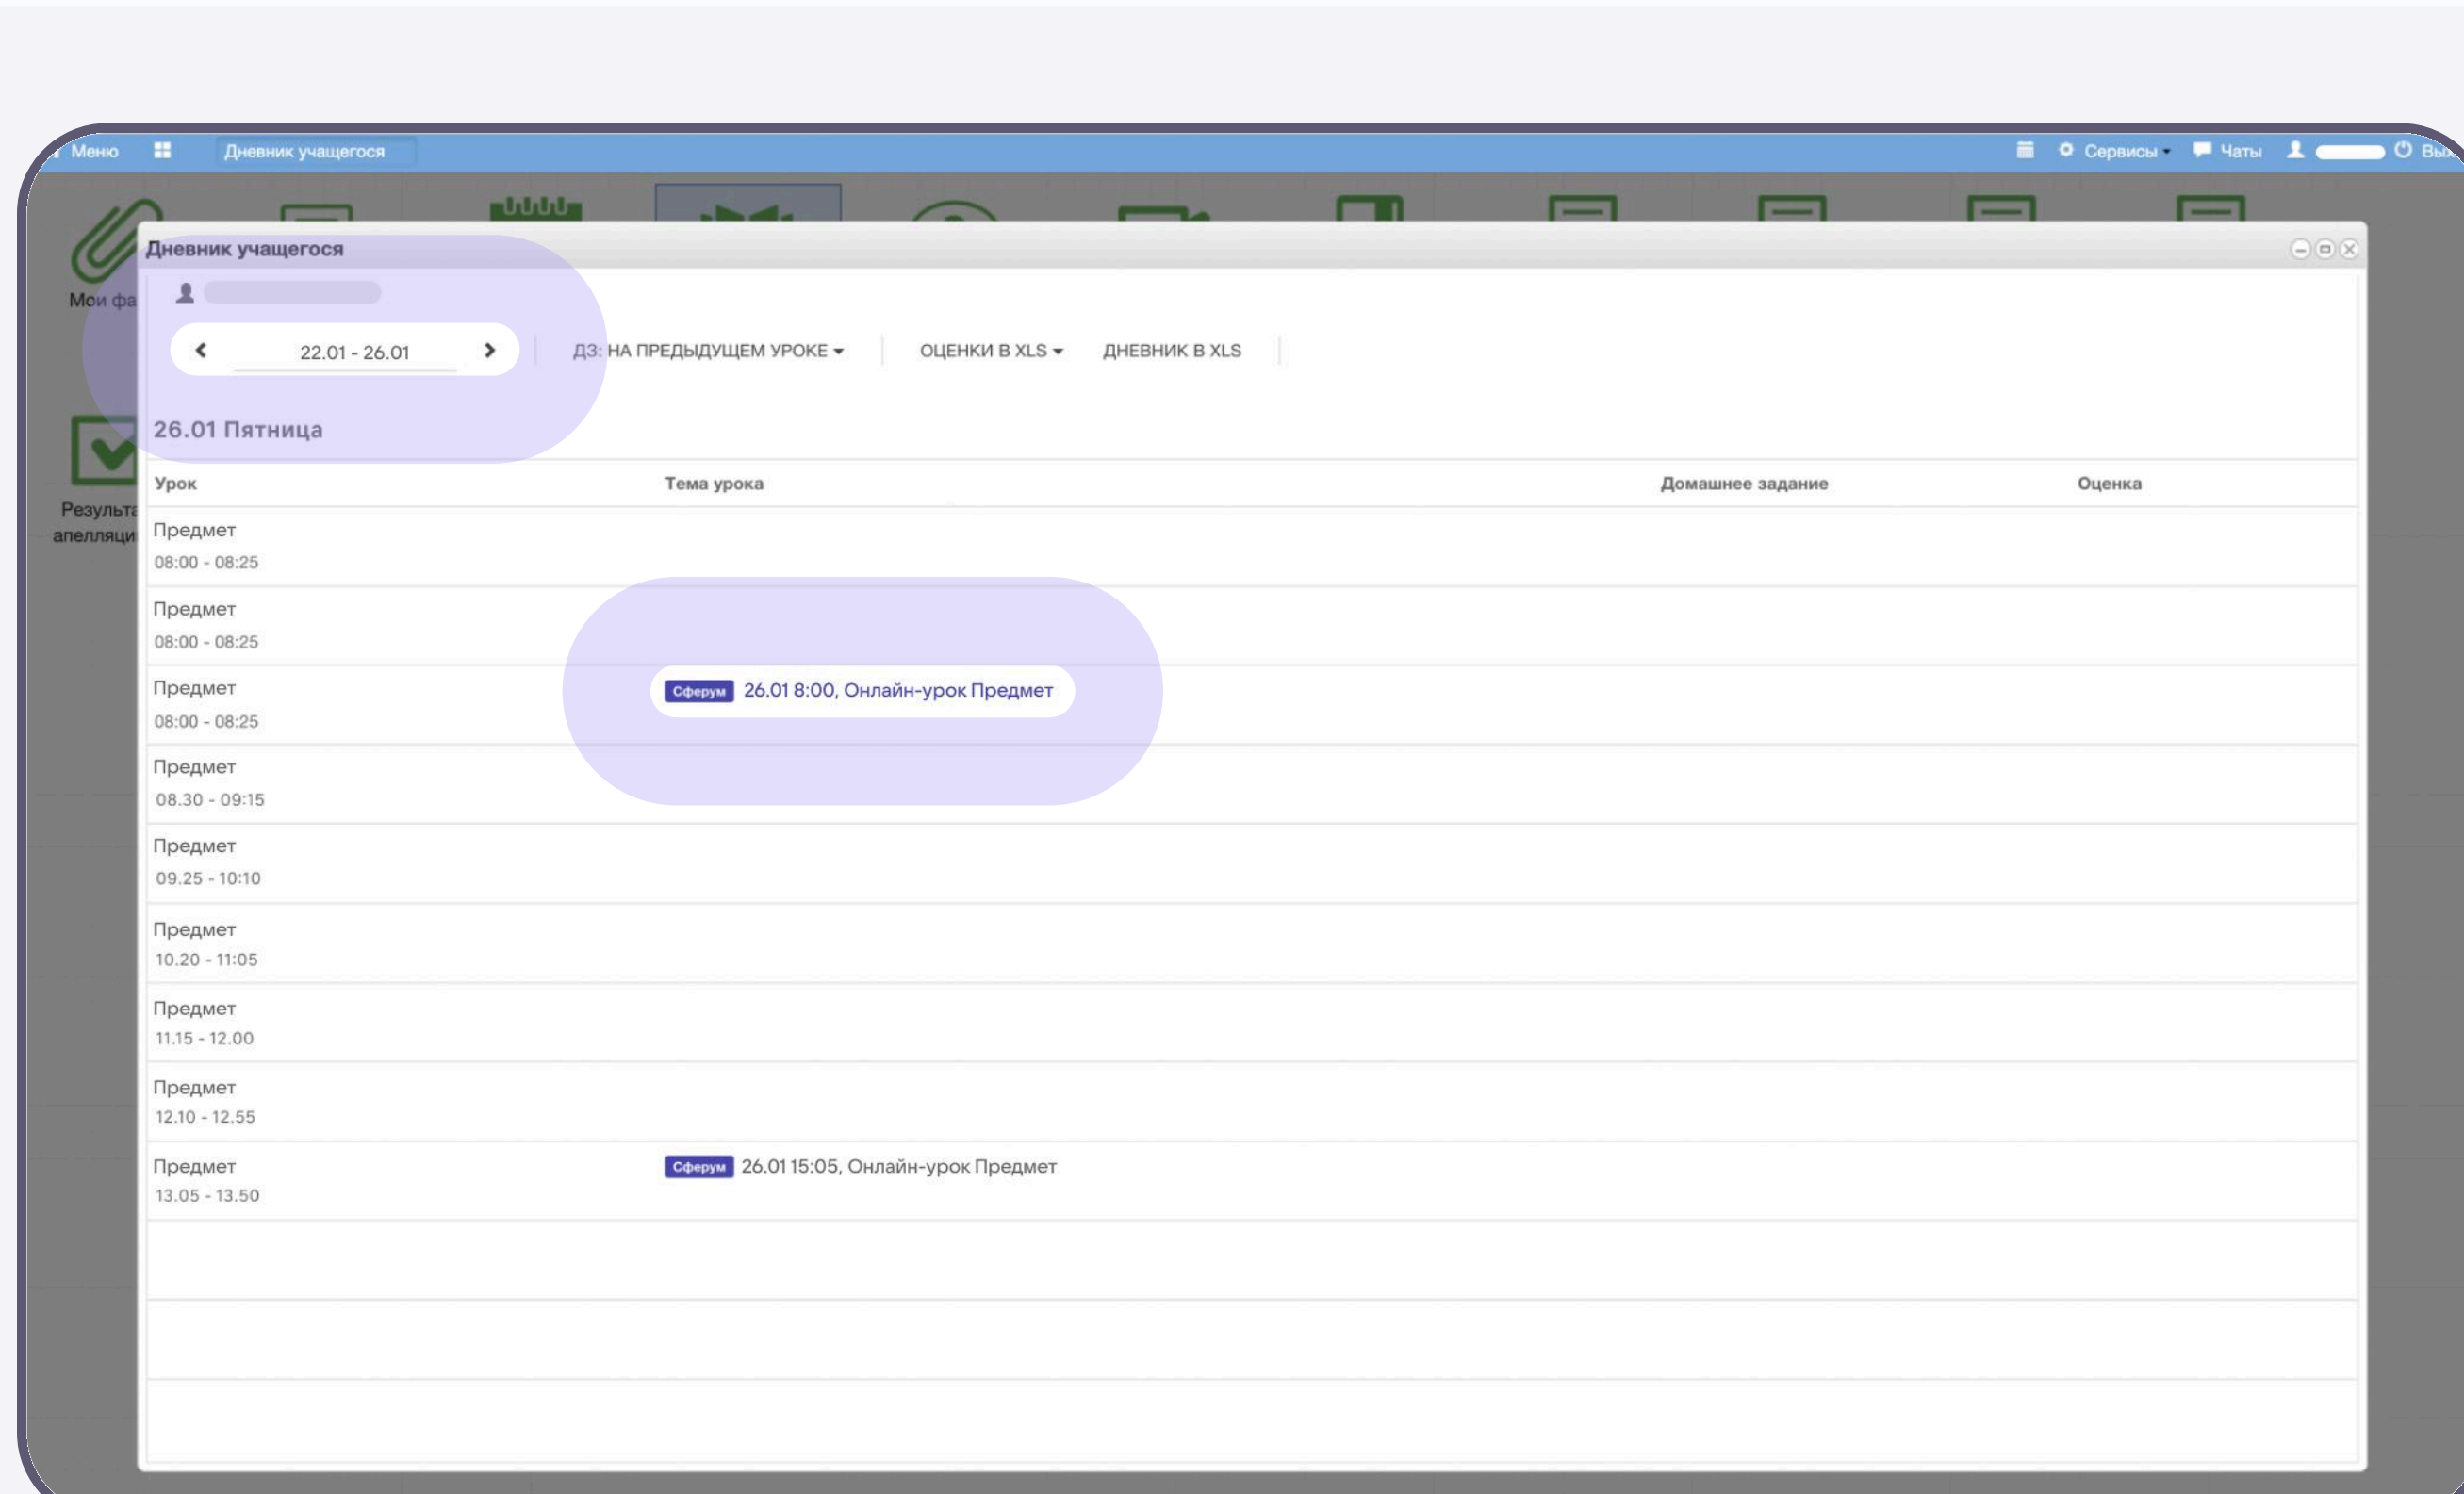 Меню Дневник учащегося Сервисы Чаты
Дневник учащегося
Мои
22.01 - 26.01 ДЗ: НА ПРЕДЫДУЩЕМ УРОКЕ ОЦЕНКИ В XLS ДНЕВНИК В XLS
26.01 Пятница
Урок Тема урока Домашнее задание Оценка
Предмет
08:00 - 08:25
Предмет
08:00 - 08:25
Предмет Сферум 26.01 8:00, Онлайн-урок Предмет
08:00 - 08:25
Предмет
08.30 - 09:15
Предмет
09.25 - 10:10
Предмет
10.20 - 11:05
Предмет
11.15 - 12.00
Предмет
12.10 - 12.55
Предмет Сферум 26.01 15:05, Онлайн-урок Предмет
13.05 - 13.50